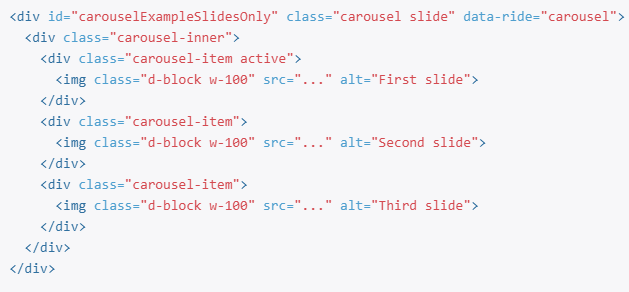 <div id="carouselExampleSlidesOnly" class="carousel slide" data-ride="carousel">
  <div class="carousel-inner">
    <div class="carousel-item active">
      <img class="d-block w-100" src="..." alt="First slide">
    </div>
    <div class="carousel-item">
      <img class="d-block w-100" src="..." alt="Second slide">
    </div>
    <div class="carousel-item">
      <img class="d-block w-100" src="..." alt="Third slide">
    </div>
  </div>
</div>